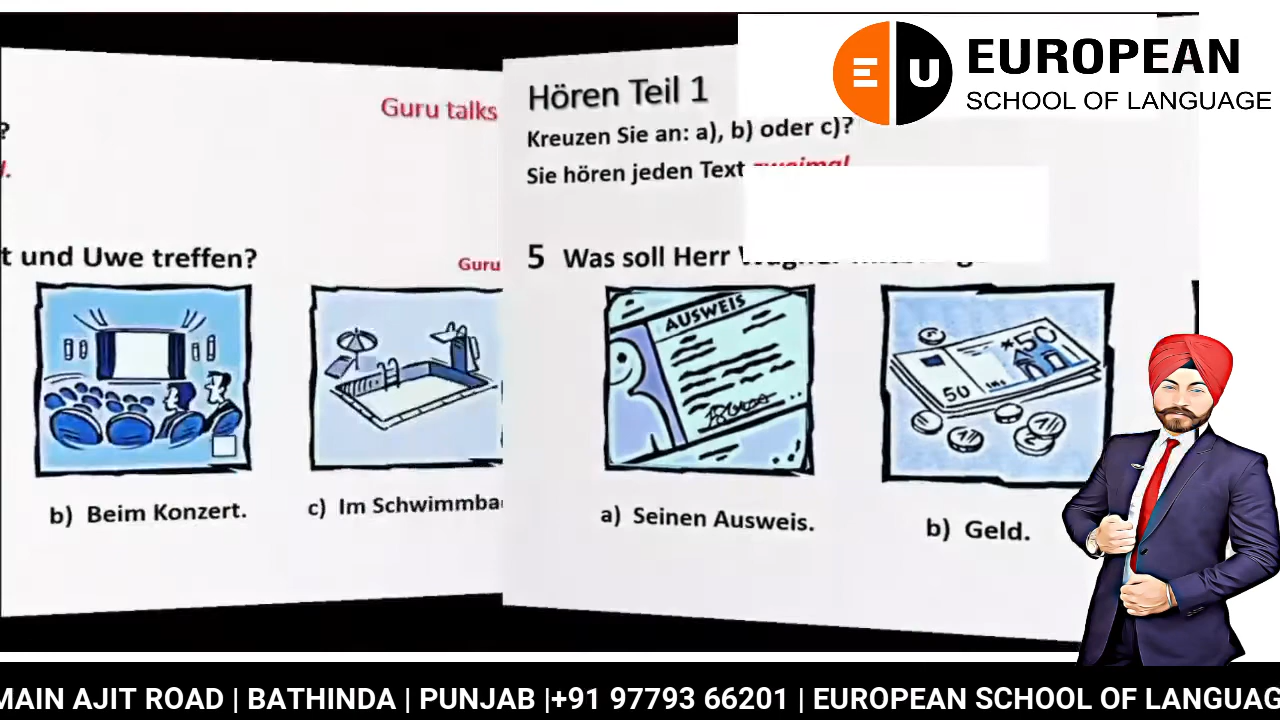 EU EUROPEAN
SCHOOL OF LANGUAGE
Guru talks
?
t und Uwe treffen?
Guru
b) Beim Konzert.
c) Im Schwimmba
Hören Teil 1
Kreuzen Sie an: a), b) oder c)?
Sie hören jeden Text zweimal
5 Was soll Herr
AUSWEIS
50
50
a) Seinen Ausweis.
b) Geld.
MAIN AJIT ROAD | BATHINDA | PUNJAB |+91 97793 66201 | EUROPEAN SCHOOL OF LANGUAG